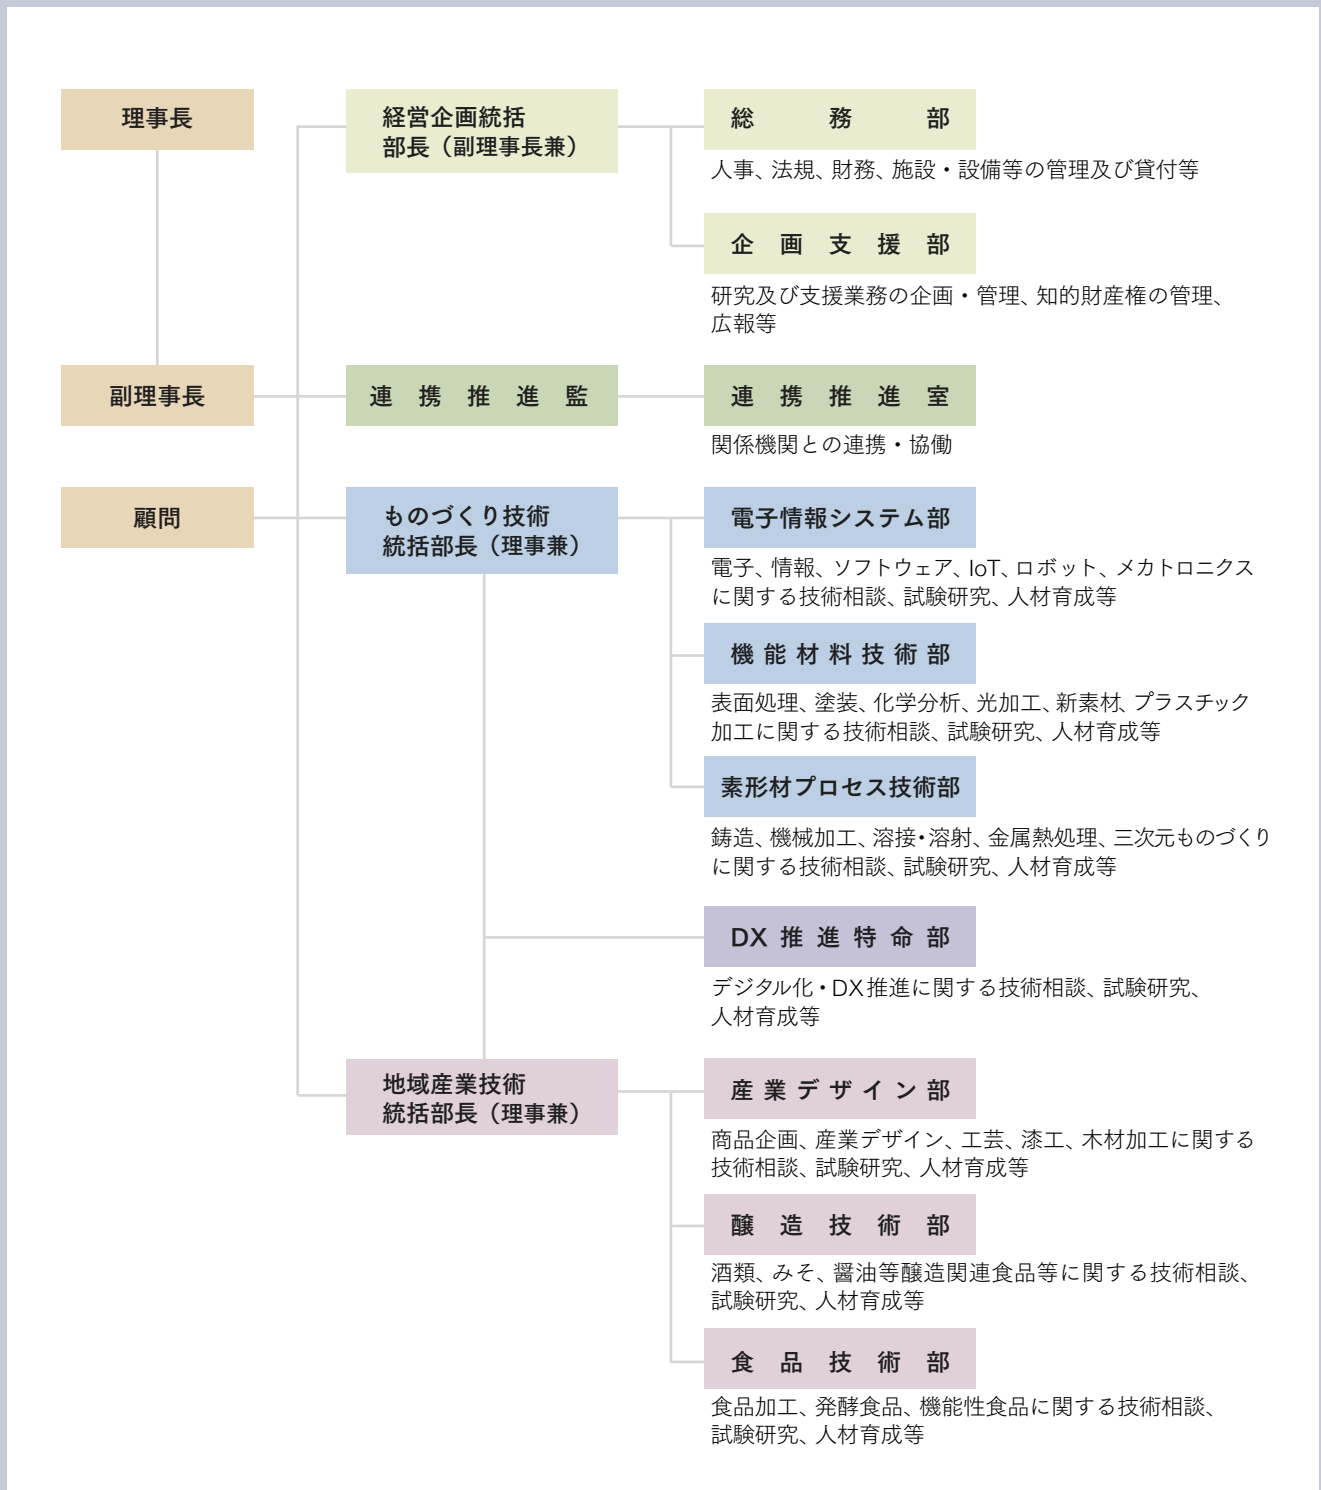 理事長
経営企画統括
部長（副理事長兼）
総務部
人事、法規、財務、施設・設備等の管理及び貸付等
企画支援部
研究及び支援業務の企画・管理、知的財産権の管理、
広報等
副理事長
連携推進監
連携推進室
関係機関との連携・協働
顧問
ものづくり技術
統括部長（理事兼）
電子情報システム部
電子、情報、ソフトウェア、IoT、ロボット、メカトロニクス
に関する技術相談、試験研究、人材育成等
機能材料技術部
表面処理、塗装、化学分析、光加工、新素材、プラスチック
加工に関する技術相談、試験研究、人材育成等
素形材プロセス技術部
鋳造、機械加工、溶接・溶射、金属熱処理、三次元ものづくり
に関する技術相談、試験研究、人材育成等
DX推進特命部
デジタル化・DX推進に関する技術相談、試験研究、
人材育成等
地域産業技術
統括部長（理事兼）
産業デザイン部
商品企画、産業デザイン、工芸、漆工、木材加工に関する
技術相談、試験研究、人材育成等
醸造技術部
酒類、みそ、醤油等醸造関連食品等に関する技術相談、
試験研究、人材育成等
食品技術部
食品加工、発酵食品、機能性食品に関する技術相談、
試験研究、人材育成等